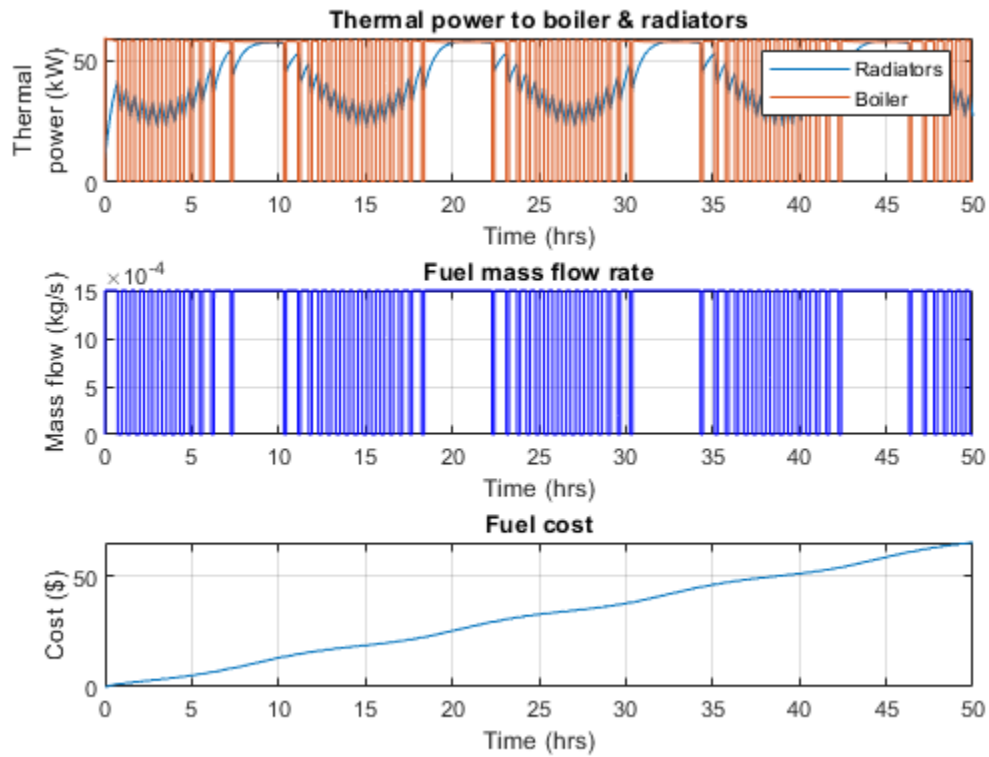 Thermal power to boiler & radiators
Thermal
power (kW)
50
0
Radiators
Boiler
0 5 10 15 20 25 30 35 40 45 50
Time (hrs)
×10⁻⁴
Fuel mass flow rate
Mass flow (kg/s)
15
10
5
0
0 5 10 15 20 25 30 35 40 45 50
Time (hrs)
Fuel cost
Cost ($)
50
0
0 5 10 15 20 25 30 35 40 45 50
Time (hrs)